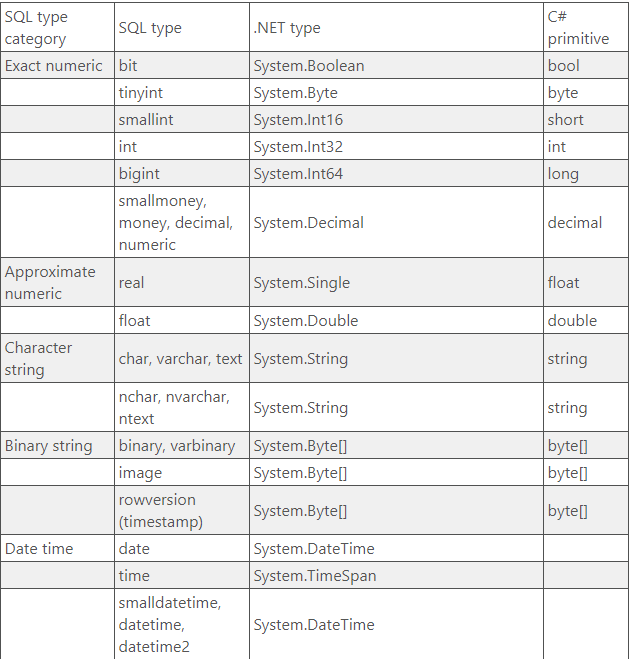 SQL type category | SQL type | .NET type | C# primitive
Exact numeric | bit | System.Boolean | bool
tinyint | System.Byte | byte
smallint | System.Int16 | short
int | System.Int32 | int
bigint | System.Int64 | long
smallmoney, money, decimal, numeric | System.Decimal | decimal
Approximate numeric | real | System.Single | float
float | System.Double | double
Character string | char, varchar, text | System.String | string
nchar, nvarchar, ntext | System.String | string
Binary string | binary, varbinary | System.Byte[] | byte[]
image | System.Byte[] | byte[]
rowversion (timestamp) | System.Byte[] | byte[]
Date time | date | System.DateTime
time | System.TimeSpan
smalldatetime, datetime, datetime2 | System.DateTime